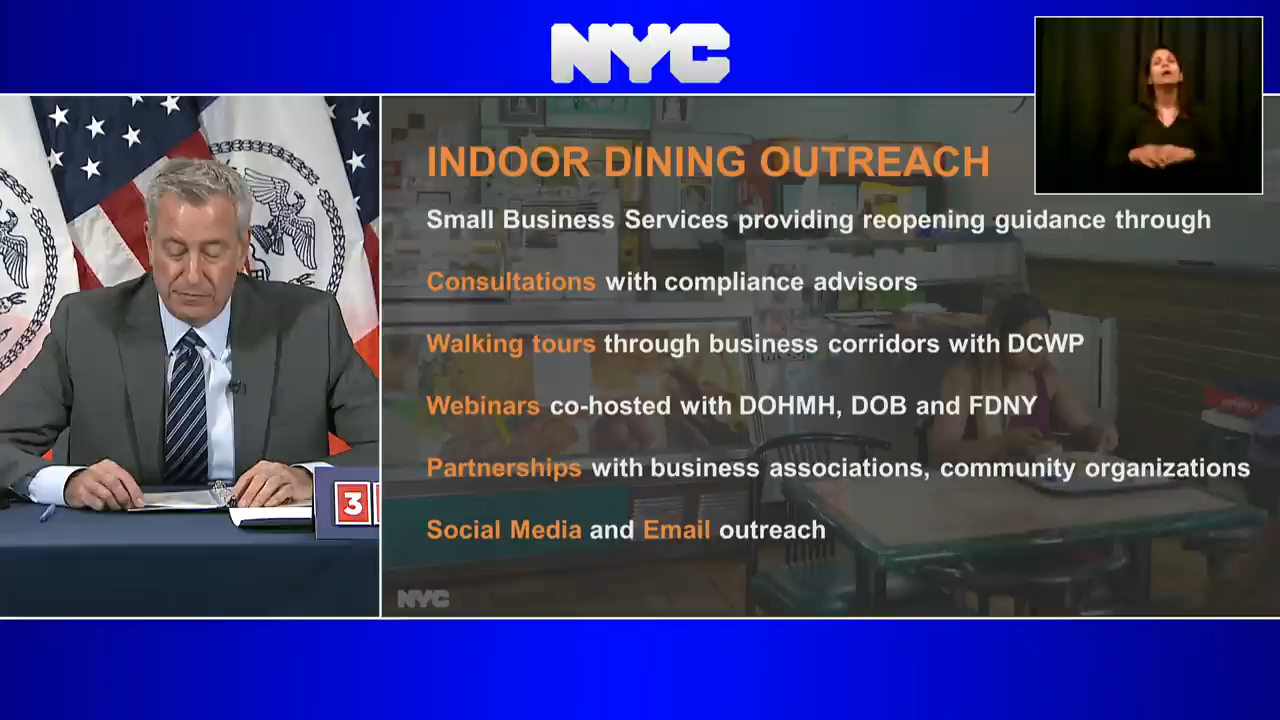 NYC
INDOOR DINING OUTREACH
Small Business Services providing reopening guidance through
Consultations with compliance advisors
Walking tours through business corridors with DCWP
Webinars co-hosted with DOHMH, DOB and FDNY
Partnerships with business associations, community organizations
Social Media and Email outreach
3
NYC